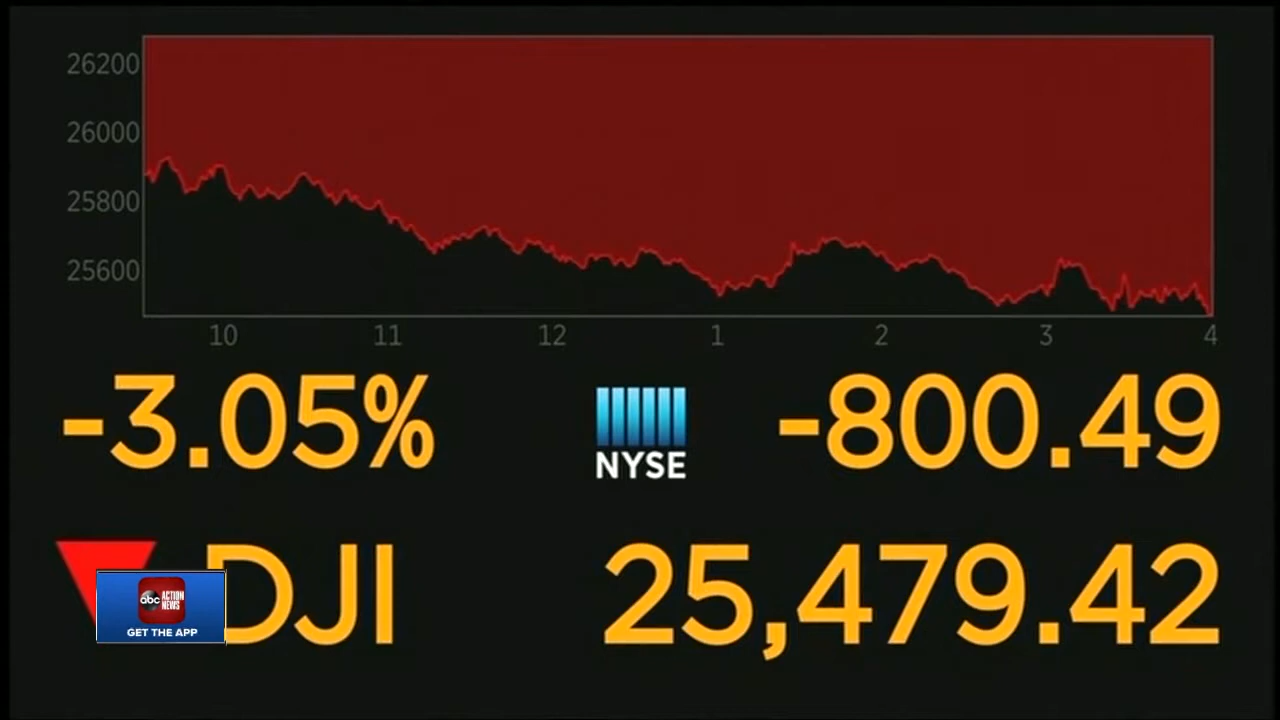 26200
26000
25800
25600
10 11 12 1 2 3 4
-3.05% NYSE -800.49
DJI 25,479.42
abc ACTION NEWS
GET THE APP